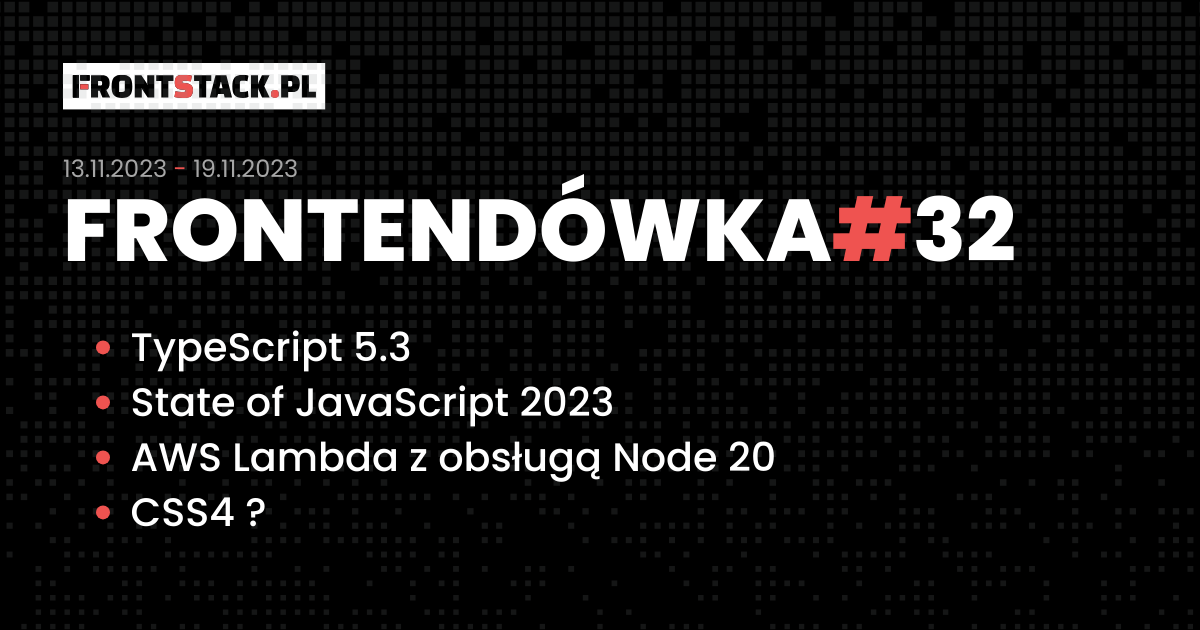 FRONTSTACK.PL
13.11.2023 - 19.11.2023
FRONTENDÓWKA#32
TypeScript 5.3
State of JavaScript 2023
AWS Lambda z obsługą Node 20
CSS4 ?